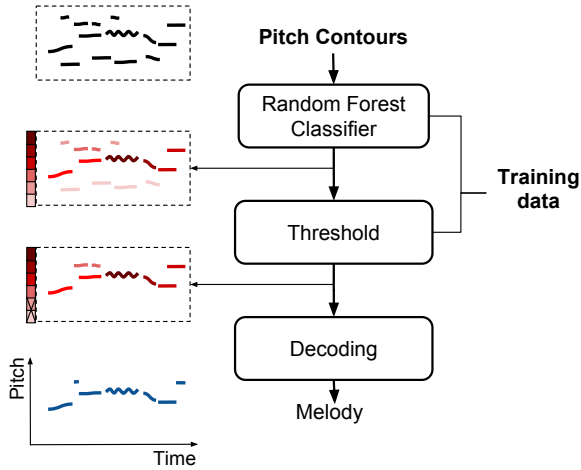 Pitch Contours
Random Forest
Classifier
Training
data
Threshold
Decoding
Melody
Pitch
Time